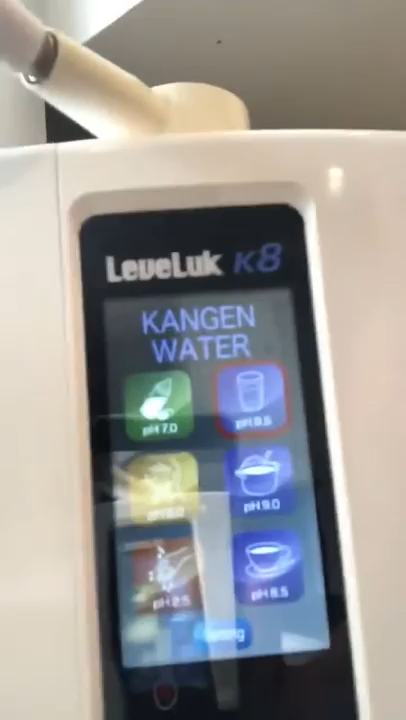 LeveLuk K8
KANGEN
WATER
pH 7.0
pH 9.5
pH 9.0
pH 2.5
pH 8.5